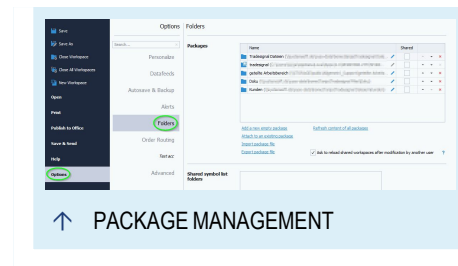 Save
Save As
Close Workspace
Close All Workspaces
New Workspace
Open
Print
Publish to Office
Save & Send
Help
Options
Options
Search...
Personalize
DataFeeds
Autosave & Backup
Alerts
Folders
Order Routing
Renko
Advanced
Folders
Packages
Name Shared
Tradesignal Dateien
tradesignal
geteilte Arbeitsbereich
Doku
Kunden
Add a new empty package Refresh content of all packages
Attach to an existing package
Import package file
Export package file Ask to reload shared workspaces after modification by another user ?
Shared symbol list
folders
↑ PACKAGE MANAGEMENT